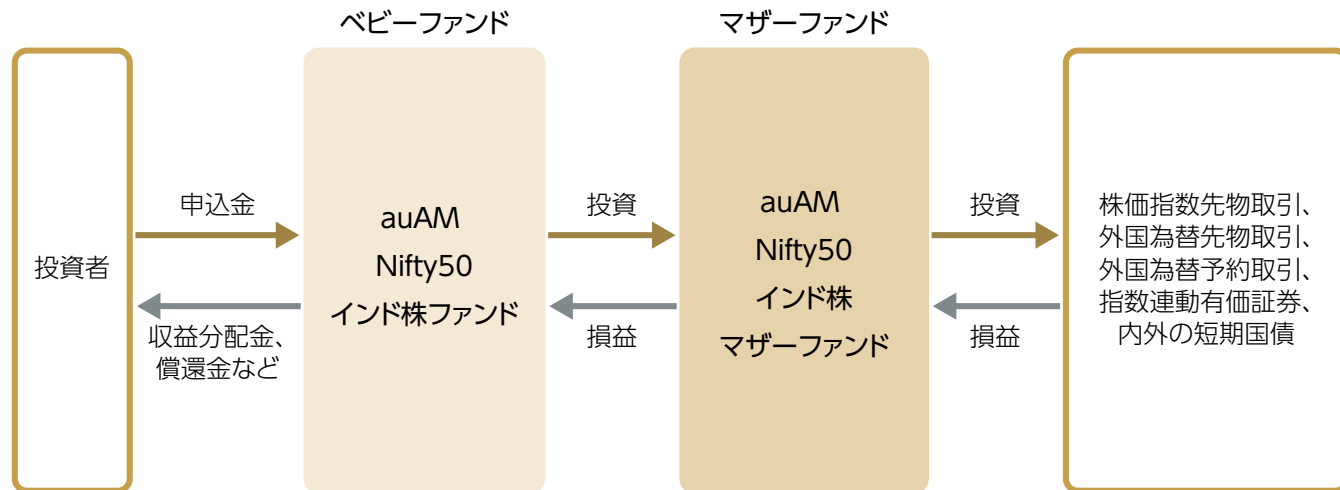 ベビーファンド
マザーファンド
投資者
申込金
収益分配金、
償還金など
auAM
Nifty50
インド株ファンド
投資
損益
auAM
Nifty50
インド株
マザーファンド
投資
損益
株価指数先物取引、
外国為替先物取引、
外国為替予約取引、
指数連動有価証券、
内外の短期国債